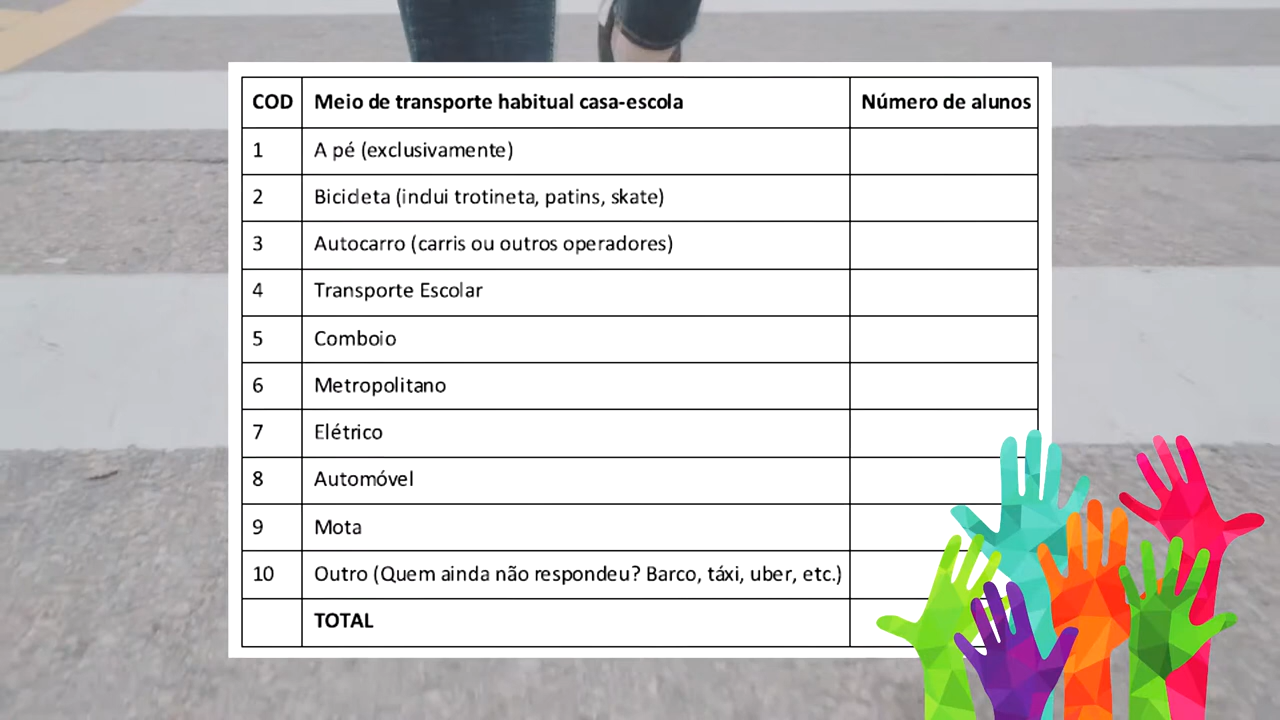 COD Meio de transporte habitual casa-escola Número de alunos
1 A pé (exclusivamente)
2 Bicicleta (inclui trotineta, patins, skate)
3 Autocarro (carris ou outros operadores)
4 Transporte Escolar
5 Comboio
6 Metropolitano
7 Elétrico
8 Automóvel
9 Mota
10 Outro (Quem ainda não respondeu? Barco, táxi, uber, etc.)
TOTAL